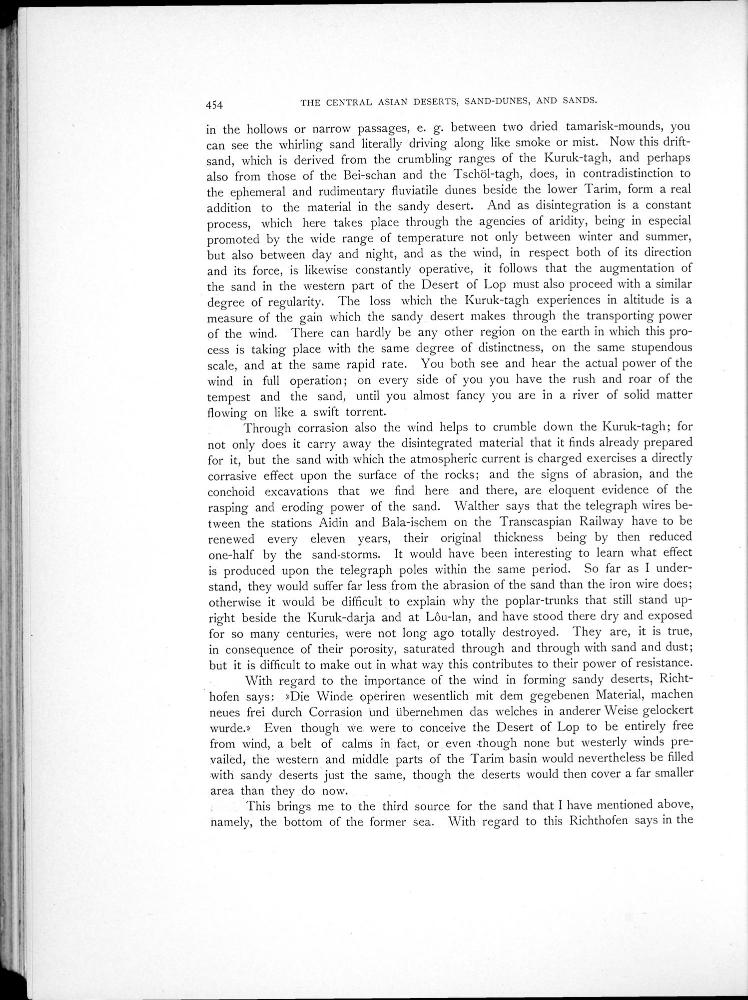 454 THE CENTRAL ASIAN DESERTS, SAND-DUNES, AND SANDS.
in the hollows or narrow passages, e. g. between two dried tamarisk-mounds, you
can see the whirling sand literally driving along like smoke or mist. Now this drift-
sand, which is derived from the crumbling ranges of the Kuruk-tagh, and perhaps
also from those of the Bei-schan and the Tschöl-tagh, does, in contradistinction to
the ephemeral and rudimentary fluviatile dunes beside the lower Tarim, form a real
addition to the material in the sandy desert. And as disintegration is a constant
process, which here takes place through the agencies of aridity, being in especial
promoted by the wide range of temperature not only between winter and summer,
but also between day and night, and as the wind, in respect both of its direction
and its force, is likewise constantly operative, it follows that the augmentation of
the sand in the western part of the Desert of Lop must also proceed with a similar
degree of regularity. The loss which the Kuruk-tagh experiences in altitude is a
measure of the gain which the sandy desert makes through the transporting power
of the wind. There can hardly be any other region on the earth in which this pro-
cess is taking place with the same degree of distinctness, on the same stupendous
scale, and at the same rapid rate. You both see and hear the actual power of the
wind in full operation; on every side of you you have the rush and roar of the
tempest and the sand, until you almost fancy you are in a river of solid matter
flowing on like a swift torrent.
Through corrasion also the wind helps to crumble down the Kuruk-tagh; for
not only does it carry away the disintegrated material that it finds already prepared
for it, but the sand with which the atmospheric current is charged exercises a directly
corrasive effect upon the surface of the rocks; and the signs of abrasion, and the
conchoid excavations that we find here and there, are eloquent evidence of the
rasping and eroding power of the sand. Walther says that the telegraph wires be-
tween the stations Aidin and Bala-ischem on the Transcaspian Railway have to be
renewed every eleven years, their original thickness being by then reduced
one-half by the sand-storms. It would have been interesting to learn what effect
is produced upon the telegraph poles within the same period. So far as I under-
stand, they would suffer far less from the abrasion of the sand than the iron wire does;
otherwise it would be difficult to explain why the poplar-trunks that still stand up-
right beside the Kuruk-darja and at Lôu-lan, and have stood there dry and exposed
for so many centuries, were not long ago totally destroyed. They are, it is true,
in consequence of their porosity, saturated through and through with sand and dust;
but it is difficult to make out in what way this contributes to their power of resistance.
With regard to the importance of the wind in forming sandy deserts, Richt-
hofen says: »Die Winde operiren wesentlich mit dem gegebenen Material, machen
neues frei durch Corrasion und übernehmen das welches in anderer Weise gelockert
wurde.» Even though we were to conceive the Desert of Lop to be entirely free
from wind, a belt of calms in fact, or even though none but westerly winds pre-
vailed, the western and middle parts of the Tarim basin would nevertheless be filled
with sandy deserts just the same, though the deserts would then cover a far smaller
area than they do now.
This brings me to the third source for the sand that I have mentioned above,
namely, the bottom of the former sea. With regard to this Richthofen says in the